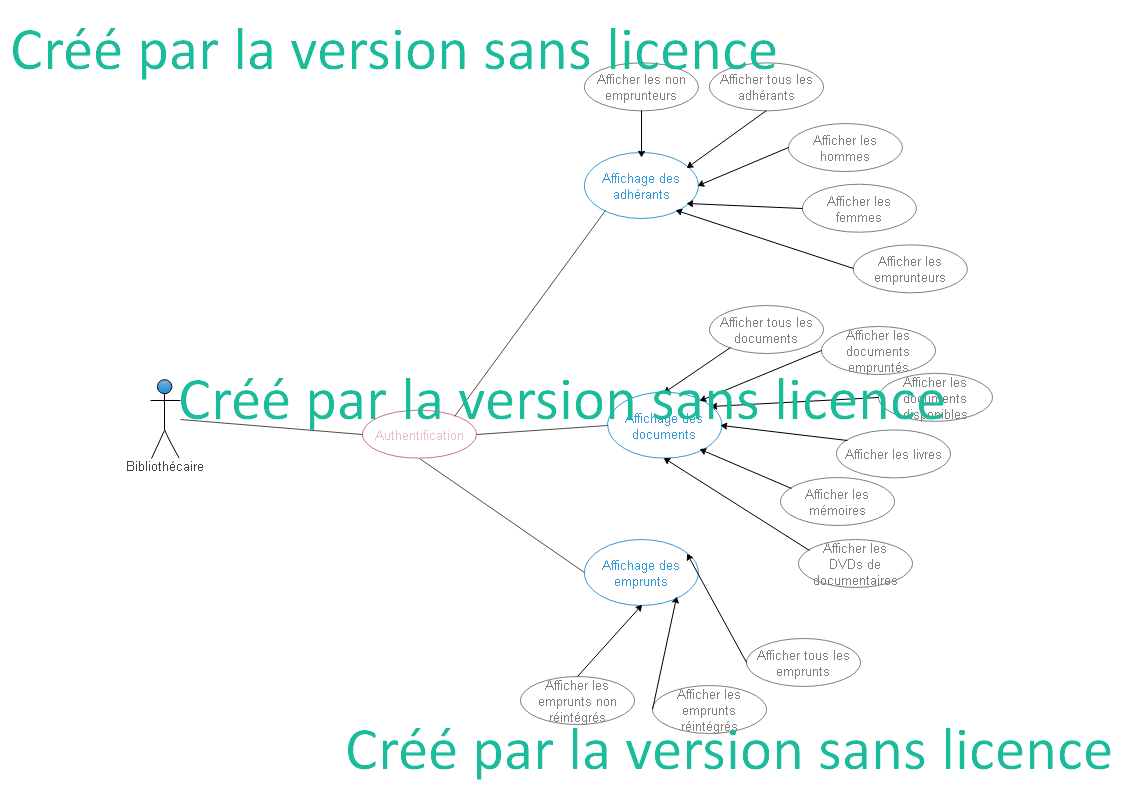 Créé par la version sans licence
Afficher les non
emprunteurs
Afficher tous les
adhérants
Afficher les
hommes
Affichage des
adhérants
Afficher les
femmes
Afficher les
emprunteurs
Afficher tous les
documents
Afficher les
documents
empruntés
Afficher les
documents
disponibles
Créé par la version sans licence
Affichage des
documents
Authentification
Afficher les livres
Bibliothécaire
Afficher les
mémoires
Afficher les
DVDs de
documentaires
Affichage des
emprunts
Afficher tous les
emprunts
Afficher les
emprunts non
réintégrés
Afficher les
emprunts
réintégrés
Créé par la version sans licence